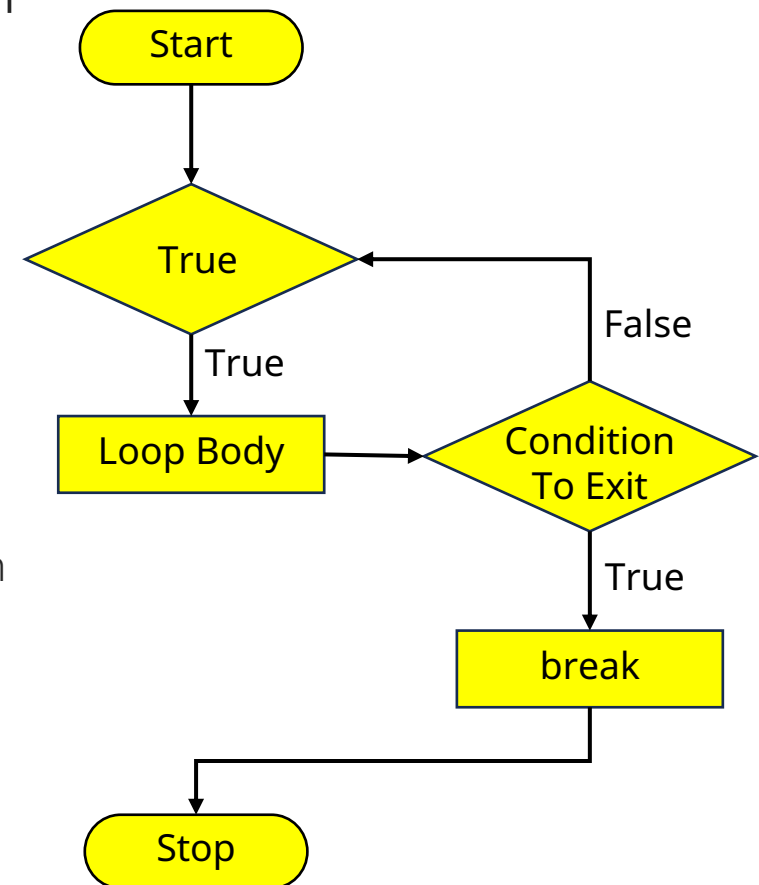 Start
True
False
True
Loop Body
Condition
To Exit
True
break
Stop